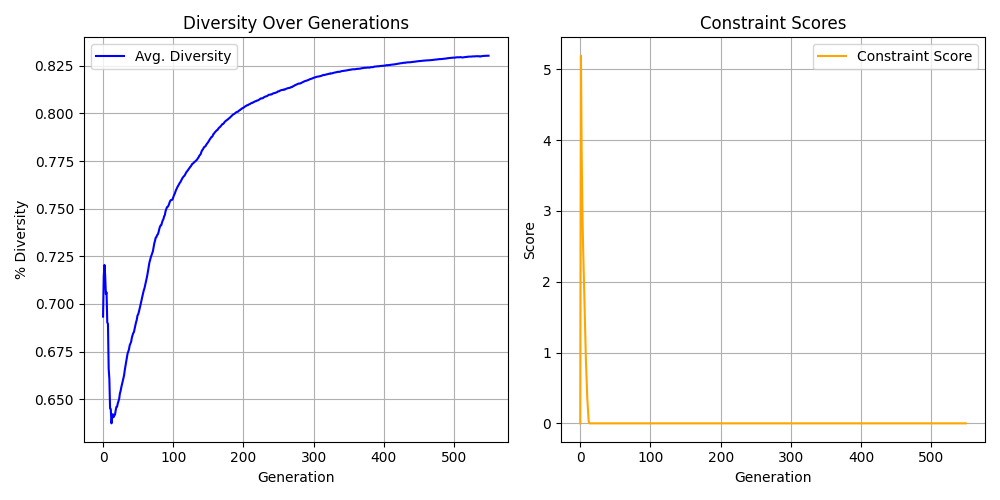 Diversity Over Generations
Avg. Diversity
0.825
0.800
0.775
0.750
0.725
0.700
0.675
0.650
% Diversity
0 100 200 300 400 500
Generation
Constraint Scores
Constraint Score
5
4
3
2
1
0
Score
0 100 200 300 400 500
Generation